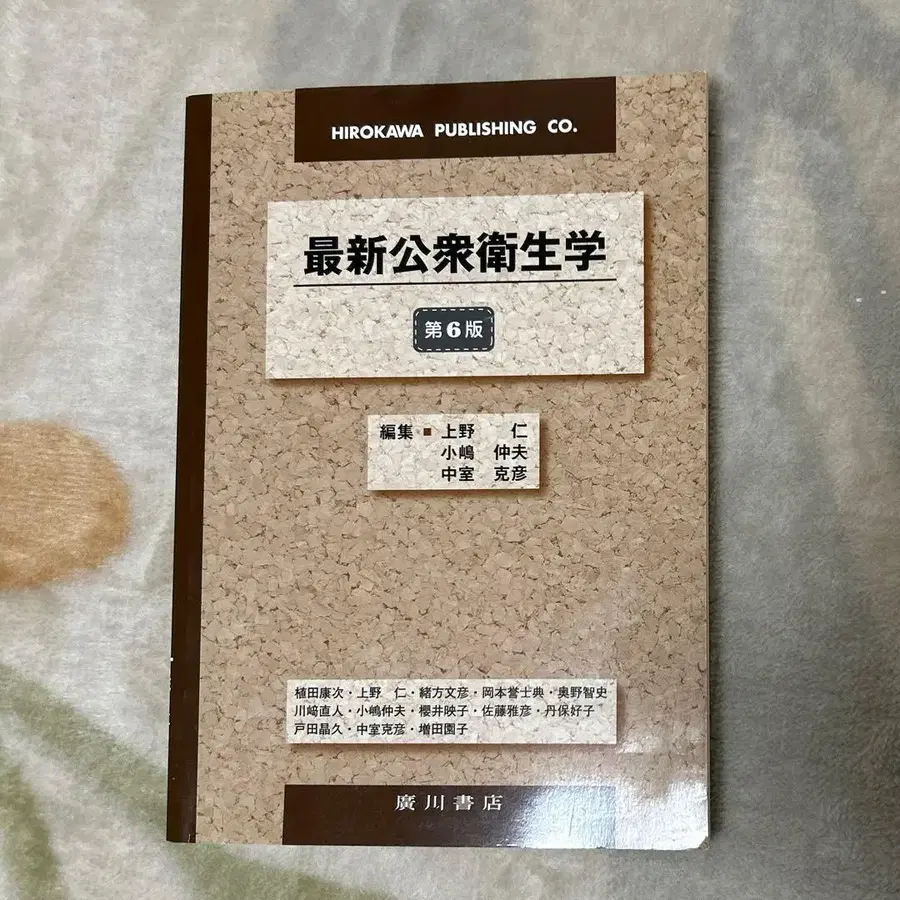 HIROKAWA PUBLISHING CO.
最新公衆衛生学
第6版
編集 ■ 上野 仁
小嶋 仲夫
中室 克彦
植田康次・上野 仁・緒方文彦・岡本誉士典・奥野智史
川﨑直人・小嶋仲夫・櫻井映子・佐藤雅彦・丹保好子
戸田晶久・中室克彦・増田園子
廣川書店